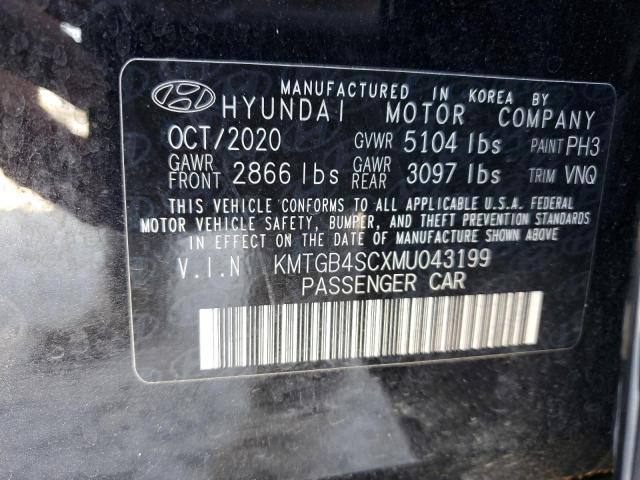 MANUFACTURED IN KOREA BY
HYUNDAI MOTOR COMPANY
OCT/2020 GVWR 5104 lbs PAINT PH3
GAWR FRONT 2866 lbs GAWR REAR 3097 lbs TRIM VNQ
THIS VEHICLE CONFORMS TO ALL APPLICABLE U.S.A. FEDERAL
MOTOR VEHICLE SAFETY, BUMPER, AND THEFT PREVENTION STANDARDS
IN EFFECT ON THE DATE OF MANUFACTURE SHOWN ABOVE.
V.I.N KMTGB4SCXMU043199
PASSENGER CAR